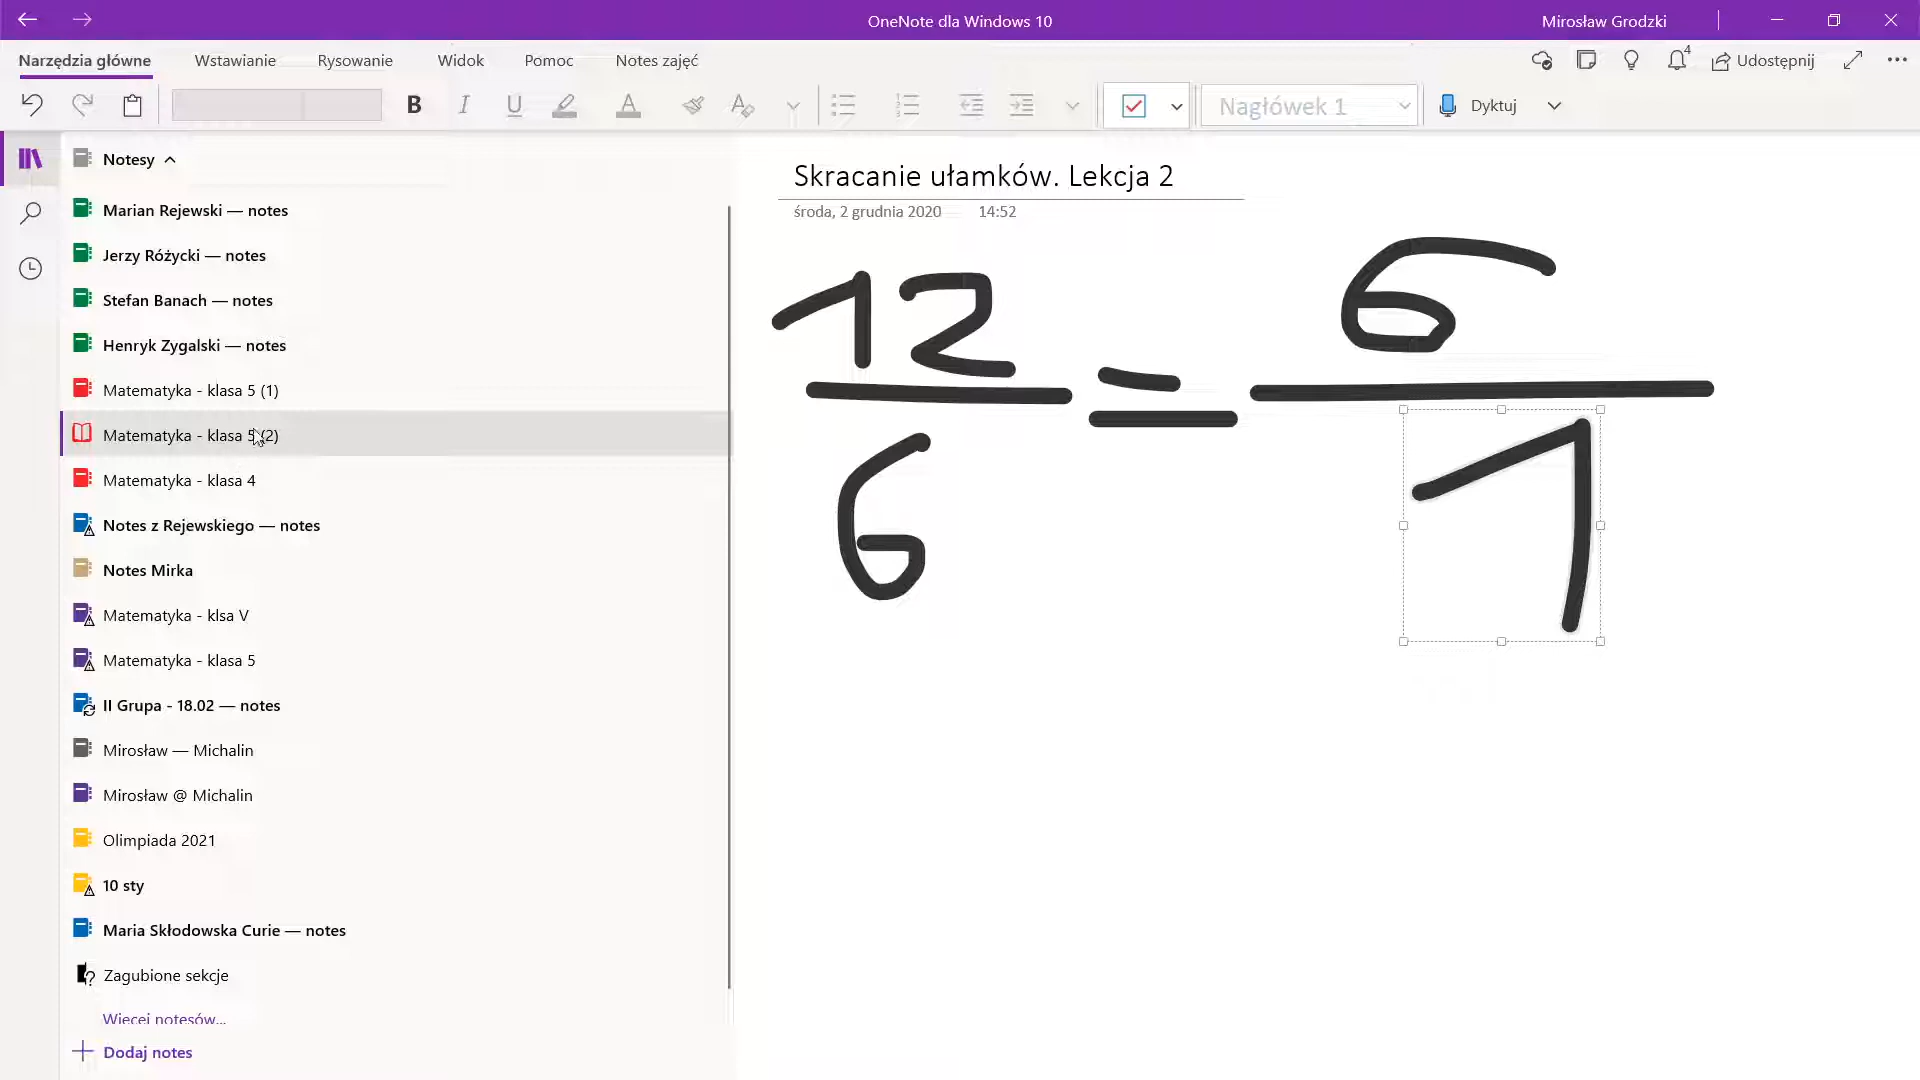 OneNote dla Windows 10
Mirosław Grodzki
Narzędzia główne Wstawianie Rysowanie Widok Pomoc Notes zajęć
4
Udostępnij
B I U A A
Nagłówek 1
Dyktuj
Notesy
Marian Rejewski — notes
Jerzy Różycki — notes
Stefan Banach — notes
Henryk Zygalski — notes
Matematyka - klasa 5 (1)
Matematyka - klasa 5 (2)
Matematyka - klasa 4
Notes z Rejewskiego — notes
Notes Mirka
Matematyka - klsa V
Matematyka - klasa 5
II Grupa - 18.02 — notes
Mirosław — Michalin
Mirosław @ Michalin
Olimpiada 2021
10 sty
Maria Skłodowska Curie — notes
Zagubione sekcje
Więcej notesów...
Dodaj notes
Skracanie ułamków. Lekcja 2
środa, 2 grudnia 2020 14:52
12 = 6
6 1